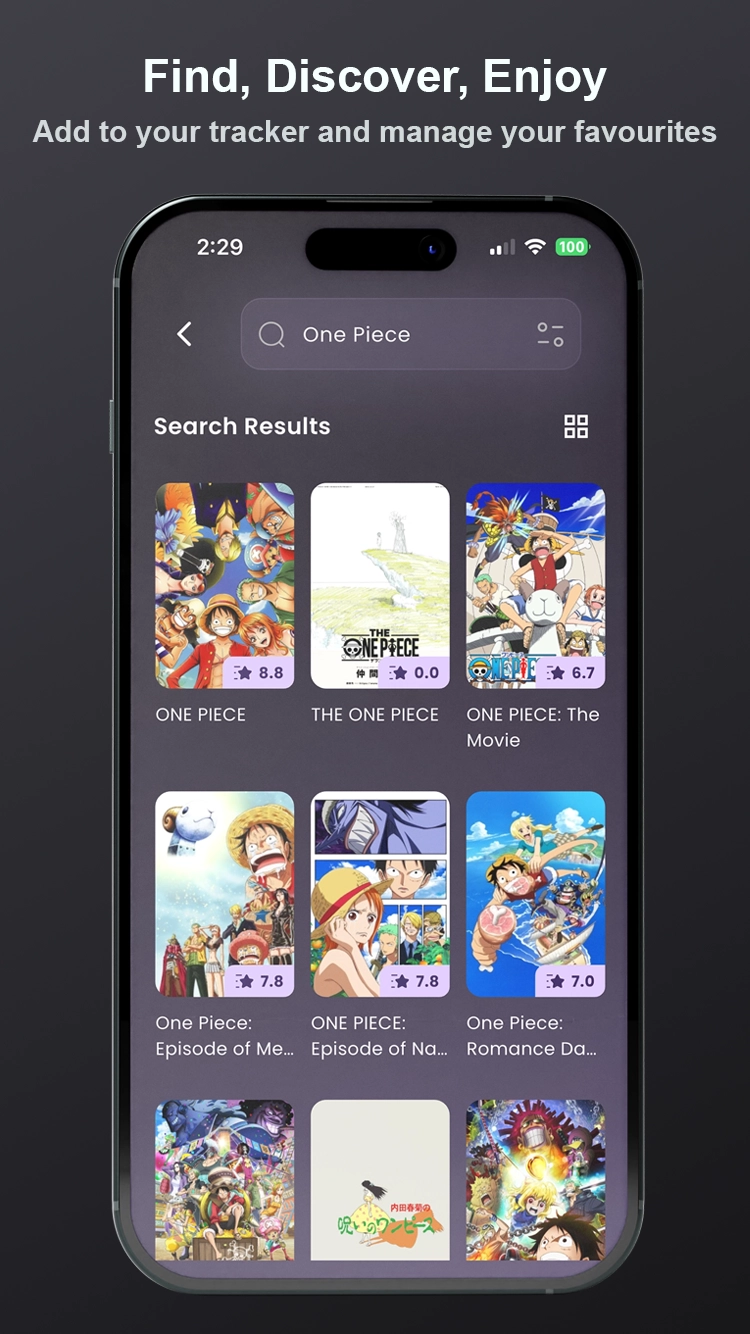 Find, Discover, Enjoy
Add to your tracker and manage your favourites
2:29
100
One Piece
Search Results
8.8
THE
ONE PIECE
仲間
0.0
ONE PIECE
6.7
ONE PIECE
THE ONE PIECE
ONE PIECE: The
Movie
7.8
7.8
7.0
One Piece:
Episode of Me...
ONE PIECE:
Episode of Na...
One Piece:
Romance Da...
内田春菊の
呪いのワンピース